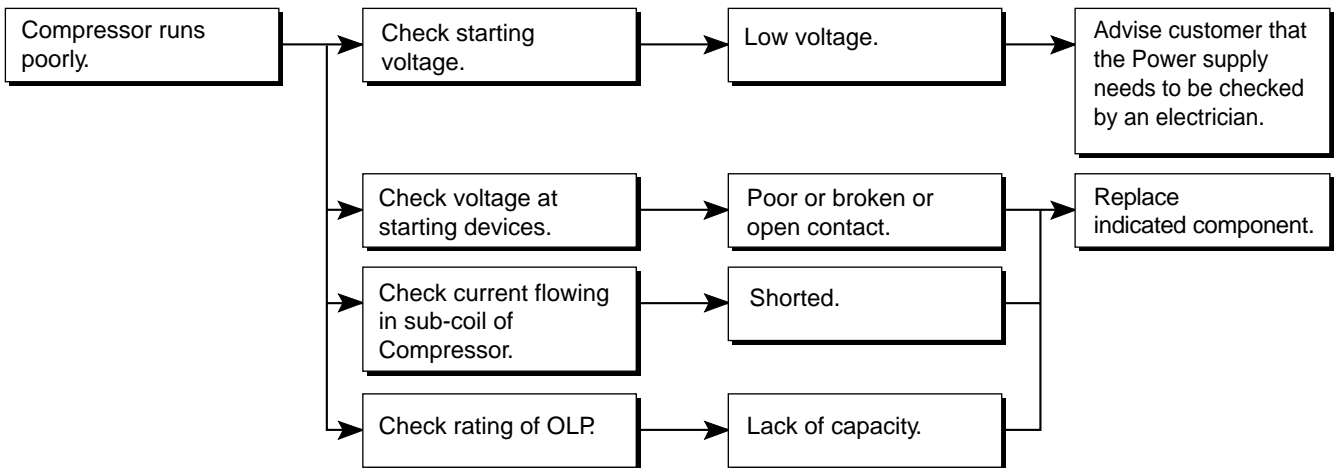 Compressor runs
poorly.
Check starting
voltage.
Low voltage.
Advise customer that
the Power supply
needs to be checked
by an electrician.
Check voltage at
starting devices.
Poor or broken or
open contact.
Replace
indicated component.
Check current flowing
in sub-coil of
Compressor.
Shorted.
Check rating of OLP.
Lack of capacity.